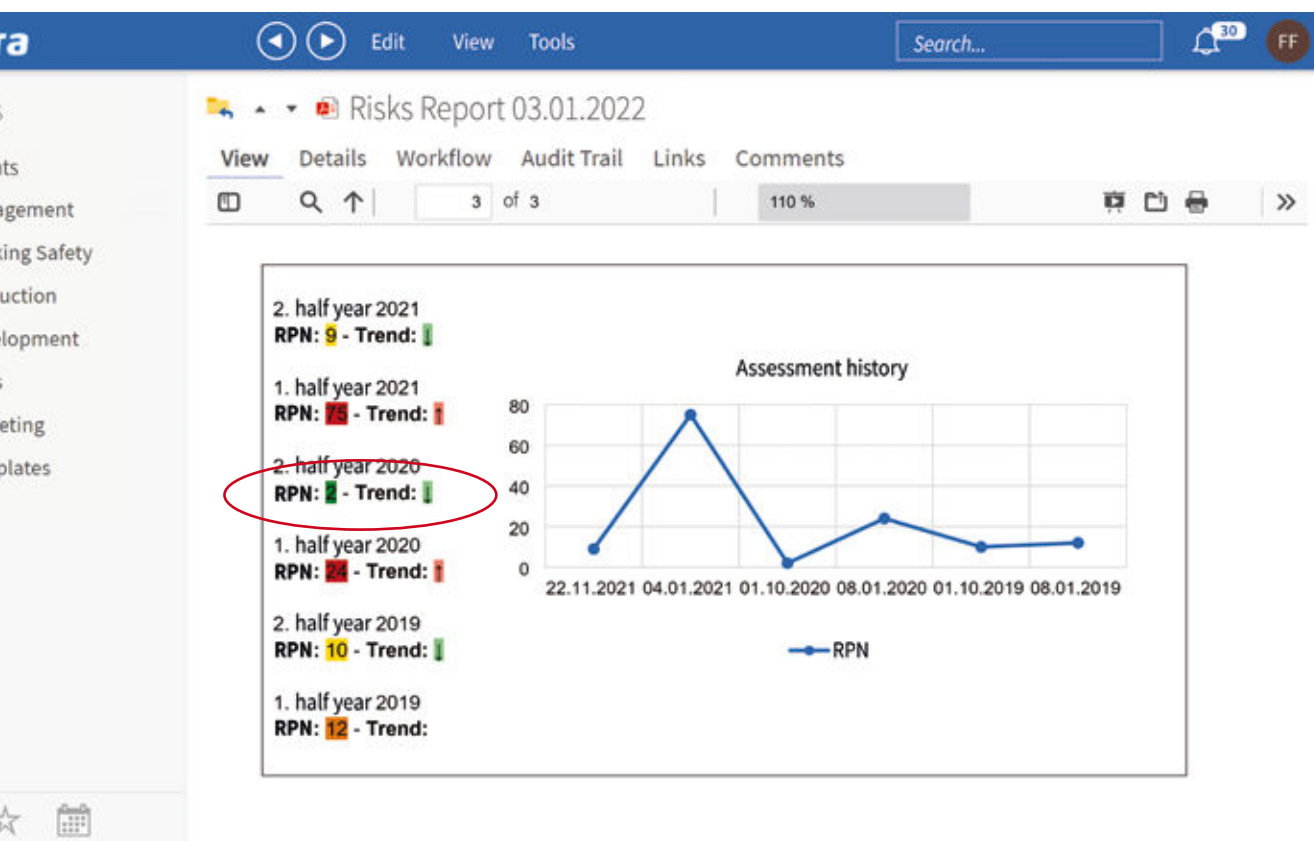 Edit View Tools Search... 30 FF
Risks Report 03.01.2022
View Details Workflow Audit Trail Links Comments
3 of 3 110 %
2. half year 2021
RPN: 9 - Trend: ↓
1. half year 2021
RPN: 75 - Trend: ↑
2. half year 2020
RPN: 2 - Trend: ↓
1. half year 2020
RPN: 24 - Trend: ↑
2. half year 2019
RPN: 10 - Trend: ↓
1. half year 2019
RPN: 12 - Trend:
Assessment history
80
60
40
20
0
22.11.2021 04.01.2021 01.10.2020 08.01.2020 01.10.2019 08.01.2019
RPN
ra
nts
agement
king Safety
uction
elopment
eting
plates